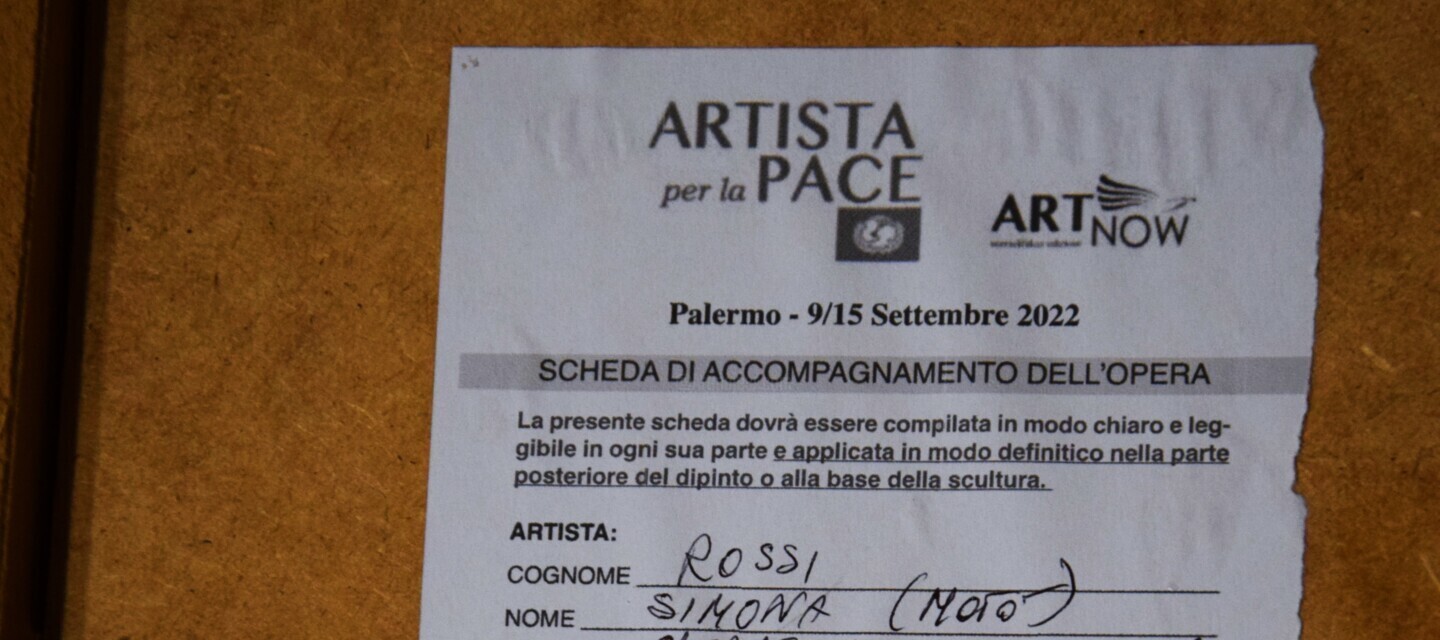 ARTISTA
per la PACE
ART NOW
Palermo - 9/15 Settembre 2022
SCHEDA DI ACCOMPAGNAMENTO DELL'OPERA
La presente scheda dovrà essere compilata in modo chiaro e leg-
gibile in ogni sua parte e applicata in modo definitico nella parte
posteriore del dipinto o alla base della scultura.
ARTISTA:
COGNOME ROSSI
NOME SIMONA (MOTO)